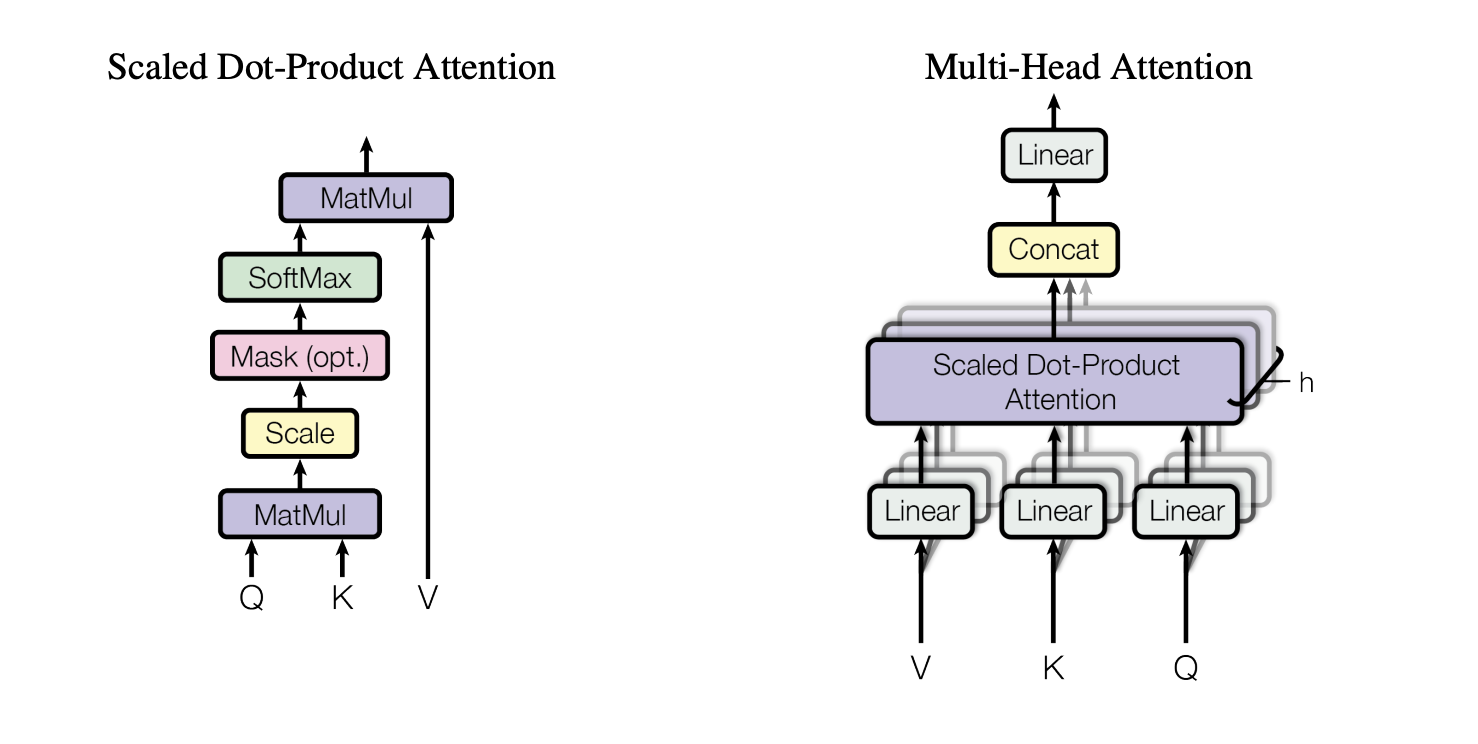 Scaled Dot-Product Attention
MatMul
SoftMax
Mask (opt.)
Scale
MatMul
Q K V
Multi-Head Attention
Linear
Concat
Scaled Dot-Product
Attention
h
Linear Linear Linear
V K Q